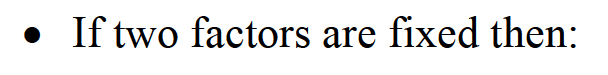 • If two factors are fixed then: